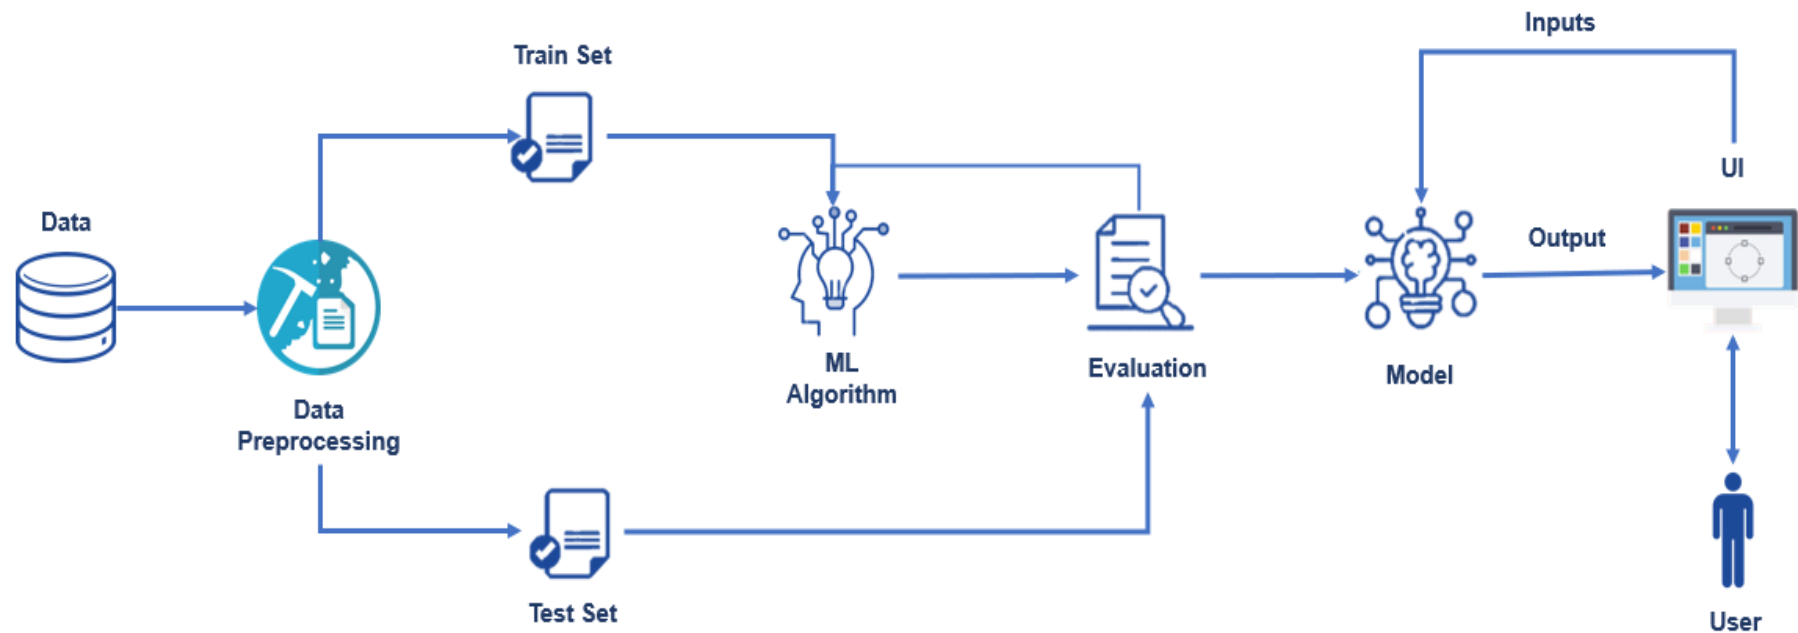 Inputs
Train Set
UI
Data
Output
ML
Algorithm
Evaluation
Model
Data
Preprocessing
Test Set
User